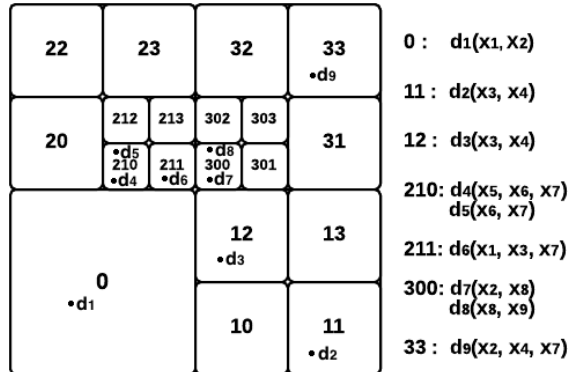 22 23 32 33
•d9
212 213 302 303
20 31
•d5 •d8
210 211 300 301
•d4 •d6 •d7
12 13
•d3
0
•d1
10 11
•d2
0 : d1(x1, x2)
11 : d2(x3, x4)
12 : d3(x3, x4)
210: d4(x5, x6, x7)
d5(x6, x7)
211: d6(x1, x3, x7)
300: d7(x2, x8)
d8(x8, x9)
33 : d9(x2, x4, x7)